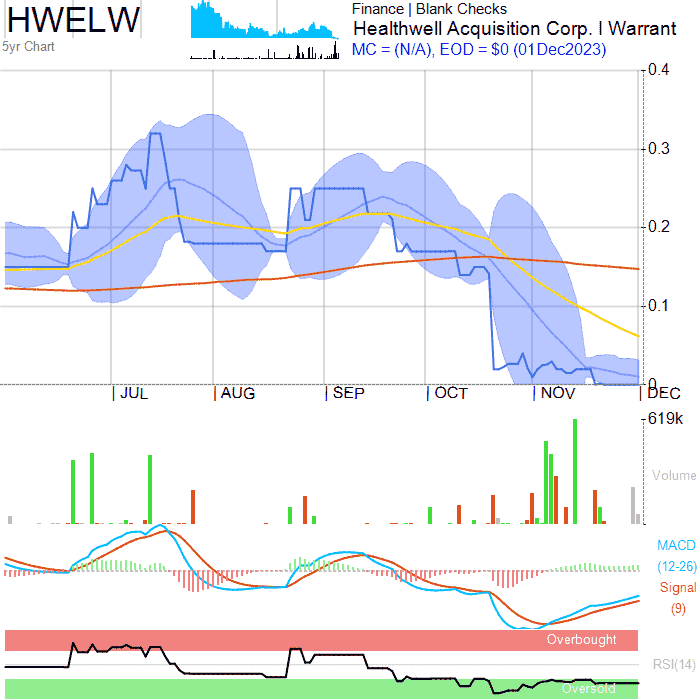 HWELW
5yr Chart
Finance | Blank Checks
Healthwell Acquisition Corp. I Warrant
MC = (N/A), EOD = $0 (01Dec2023)
0.4
0.3
0.2
0.1
0
JUL AUG SEP OCT NOV DEC
619k
Volume
MACD
(12-26)
Signal
(9)
Overbought
RSI(14)
Oversold